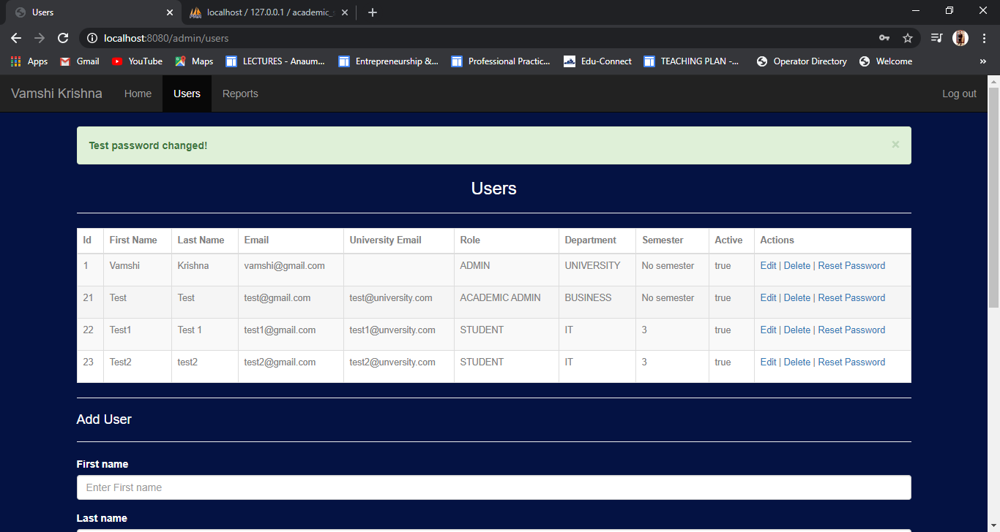 Users
localhost / 127.0.0.1 / academic_s
localhost:8080/admin/users
Apps Gmail YouTube Maps LECTURES - Anaum... Entrepreneurship &... Professional Practic... Edu-Connect TEACHING PLAN -... Operator Directory Welcome »
Vamshi Krishna Home Users Reports Log out
Test password changed! ×
Users
Id First Name Last Name Email University Email Role Department Semester Active Actions
1 Vamshi Krishna vamshi@gmail.com ADMIN UNIVERSITY No semester true Edit | Delete | Reset Password
21 Test Test test@gmail.com test@university.com ACADEMIC ADMIN BUSINESS No semester true Edit | Delete | Reset Password
22 Test1 Test 1 test1@gmail.com test1@unversity.com STUDENT IT 3 true Edit | Delete | Reset Password
23 Test2 test2 test2@gmail.com test2@unversity.com STUDENT IT 3 true Edit | Delete | Reset Password
Add User
First name
Enter First name
Last name